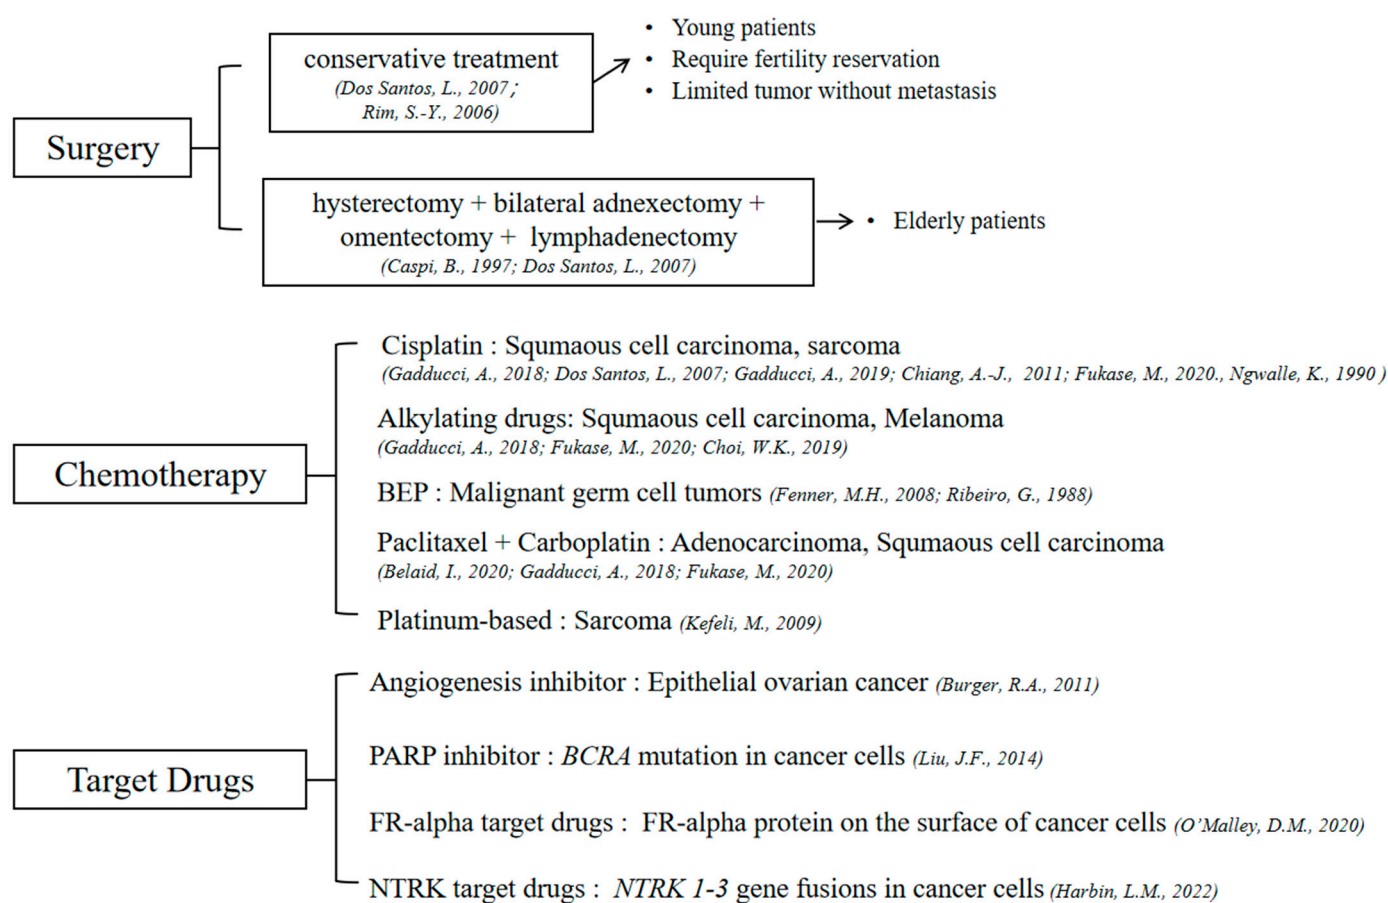 Surgery
conservative treatment
(Dos Santos, L., 2007;
Rim, S.-Y., 2006)
• Young patients
• Require fertility reservation
• Limited tumor without metastasis
hysterectomy + bilateral adnexectomy +
omentectomy + lymphadenectomy
(Caspi, B., 1997; Dos Santos, L., 2007)
• Elderly patients
Chemotherapy
Cisplatin : Squmaous cell carcinoma, sarcoma
(Gadducci, A., 2018; Dos Santos, L., 2007; Gadducci, A., 2019; Chiang, A.-J., 2011; Fukase, M., 2020., Ngwalle, K., 1990 )
Alkylating drugs: Squmaous cell carcinoma, Melanoma
(Gadducci, A., 2018; Fukase, M., 2020; Choi, W.K., 2019)
BEP : Malignant germ cell tumors (Fenner, M.H., 2008; Ribeiro, G., 1988)
Paclitaxel + Carboplatin : Adenocarcinoma, Squmaous cell carcinoma
(Belaid, I., 2020; Gadducci, A., 2018; Fukase, M., 2020)
Platinum-based : Sarcoma (Kefeli, M., 2009)
Target Drugs
Angiogenesis inhibitor : Epithelial ovarian cancer (Burger, R.A., 2011)
PARP inhibitor : BCRA mutation in cancer cells (Liu, J.F., 2014)
FR-alpha target drugs : FR-alpha protein on the surface of cancer cells (O’Malley, D.M., 2020)
NTRK target drugs : NTRK 1-3 gene fusions in cancer cells (Harbin, L.M., 2022)